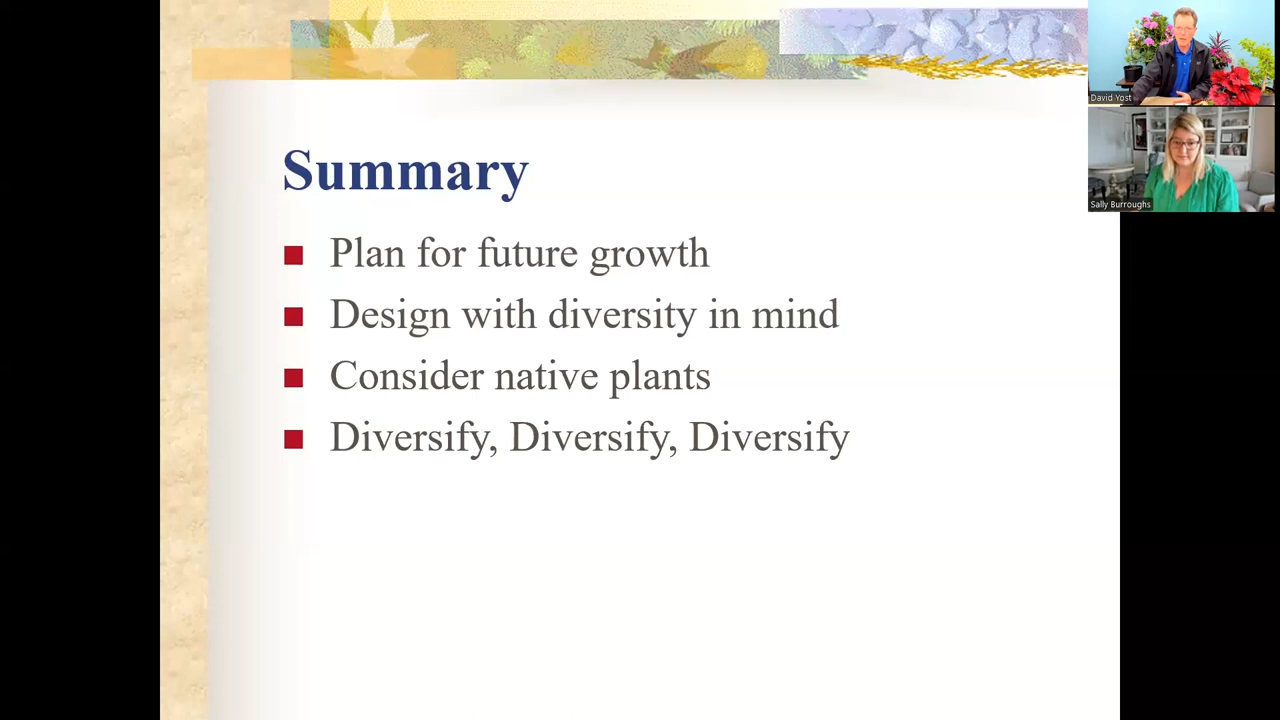 Summary
Plan for future growth
Design with diversity in mind
Consider native plants
Diversify, Diversify, Diversify
David Yost
Sally Burroughs